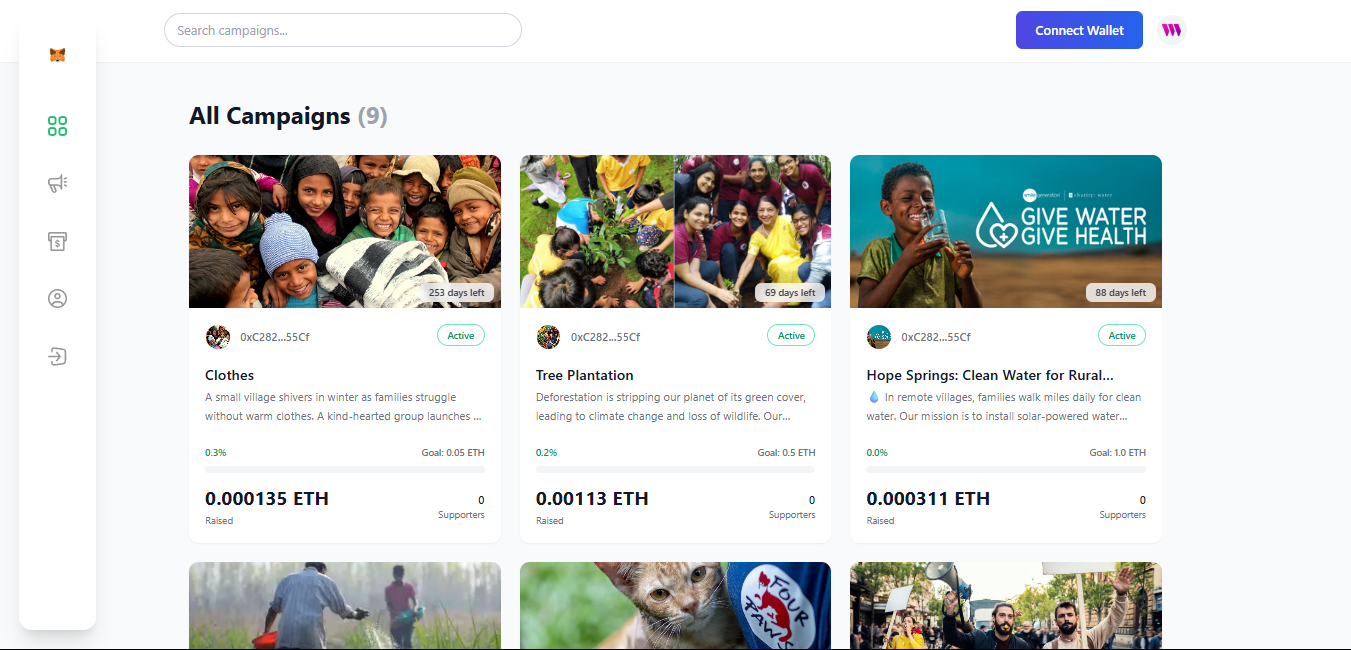 Search campaigns...
Connect Wallet
All Campaigns (9)
253 days left
69 days left
GIVE WATER
GIVE HEALTH
88 days left
0xC282...55Cf
Active
0xC282...55Cf
Active
0xC282...55Cf
Active
Clothes
A small village shivers in winter as families struggle
without warm clothes. A kind-hearted group launches ...
0.3%
Goal: 0.05 ETH
0.000135 ETH
Raised
0
Supporters
Tree Plantation
Deforestation is stripping our planet of its green cover,
leading to climate change and loss of wildlife. Our...
0.2%
Goal: 0.5 ETH
0.00113 ETH
Raised
0
Supporters
Hope Springs: Clean Water for Rural...
💧 In remote villages, families walk miles daily for clean
water. Our mission is to install solar-powered water...
0.0%
Goal: 1.0 ETH
0.000311 ETH
Raised
0
Supporters
FOUR
PAWS